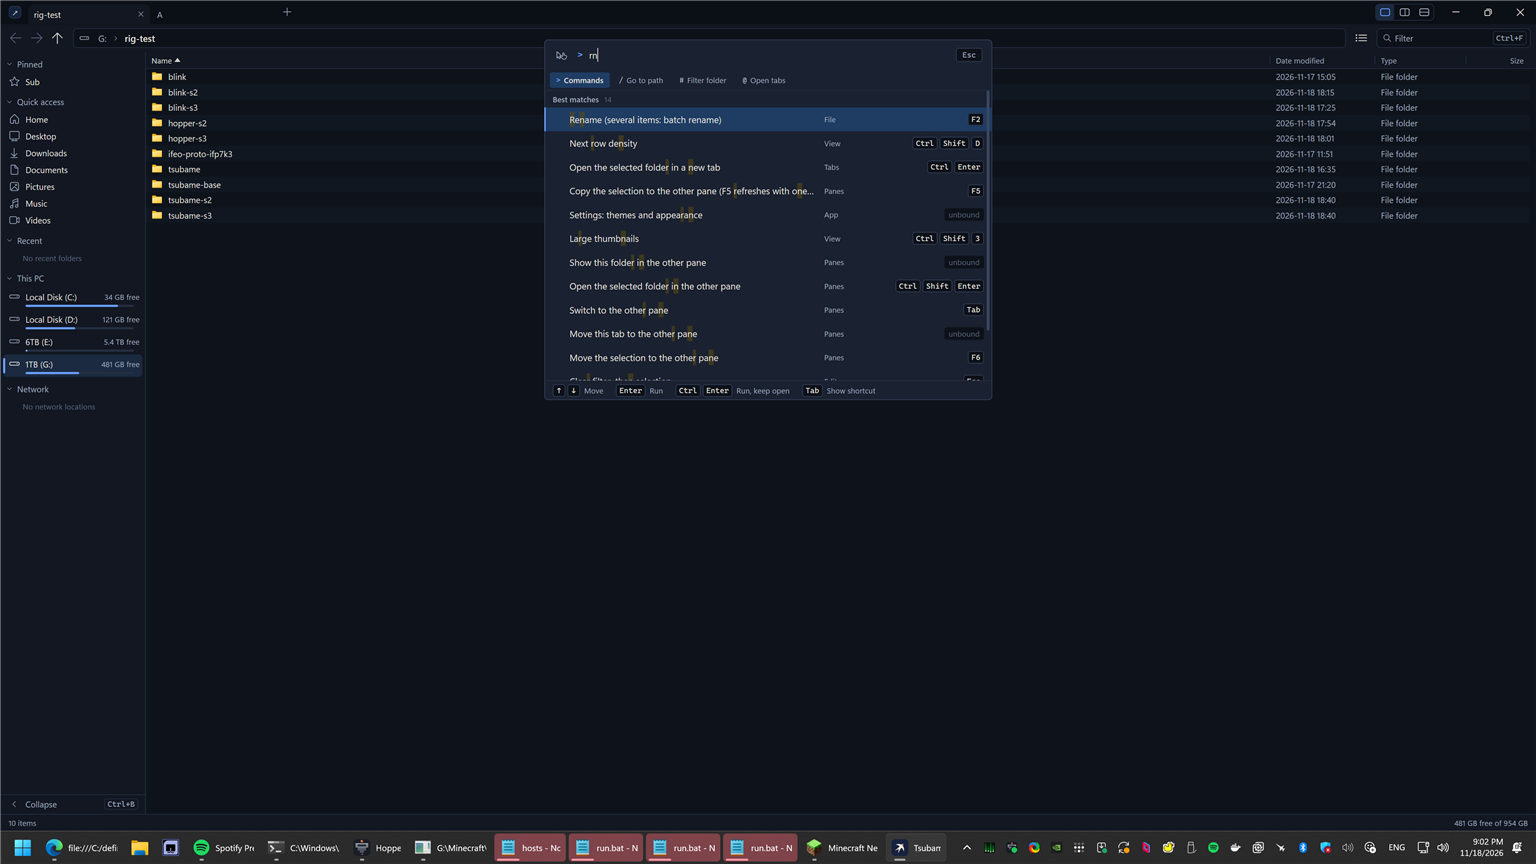 rig-test
A
G: > rig-test
Filter Ctrl+F
> rn Esc
> Commands / Go to path # Filter folder @ Open tabs
Best matches 14
Rename (several items: batch rename) File F2
Next row density View Ctrl Shift D
Open the selected folder in a new tab Tabs Ctrl Enter
Copy the selection to the other pane (F5 refreshes with one... Panes F5
Settings: themes and appearance App unbound
Large thumbnails View Ctrl Shift 3
Show this folder in the other pane Panes unbound
Open the selected folder in the other pane Panes Ctrl Shift Enter
Switch to the other pane Panes Tab
Move this tab to the other pane Panes unbound
Move the selection to the other pane Panes F6
↑ ↓ Move Enter Run Ctrl Enter Run, keep open Tab Show shortcut
Pinned
Sub
Quick access
Home
Desktop
Downloads
Documents
Pictures
Music
Videos
Recent
No recent folders
This PC
Local Disk (C:) 34 GB free
Local Disk (D:) 121 GB free
6TB (E:) 5.4 TB free
1TB (G:) 481 GB free
Network
No network locations
Collapse Ctrl+B
Name Date modified Type Size
blink 2026-11-17 15:05 File folder
blink-s2 2026-11-18 18:15 File folder
blink-s3 2026-11-18 17:25 File folder
hopper-s2 2026-11-18 17:54 File folder
hopper-s3 2026-11-18 18:01 File folder
ifeo-proto-ifp7k3 2026-11-17 11:51 File folder
tsubame 2026-11-18 16:35 File folder
tsubame-base 2026-11-17 21:20 File folder
tsubame-s2 2026-11-18 18:40 File folder
tsubame-s3 2026-11-18 18:40 File folder
10 items 481 GB free of 954 GB
file:///C:/defi Spotify Pr C:\Windows\ Hoppe G:\Minecraft\ hosts - Nc run.bat - N run.bat - N run.bat - N Minecraft Ne Tsuban ENG 9:02 PM
11/18/2026